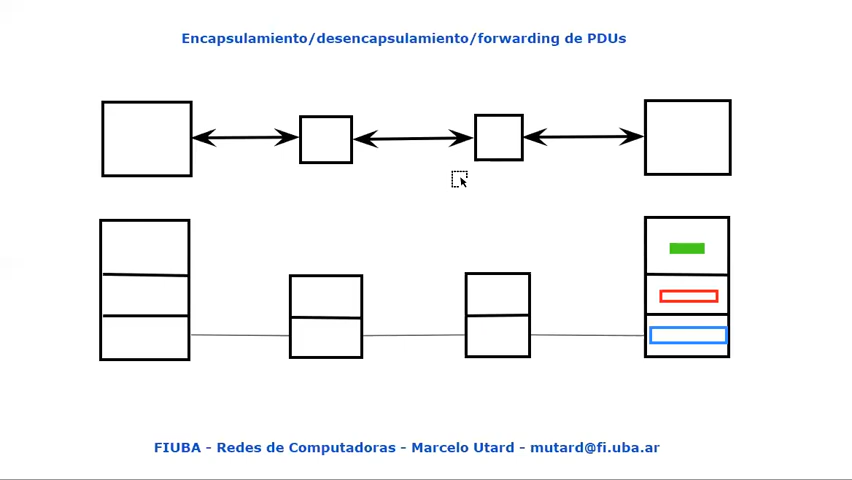 Encapsulamiento/desencapsulamiento/forwarding de PDUs
FIUBA - Redes de Computadoras - Marcelo Utard - mutard@fi.uba.ar